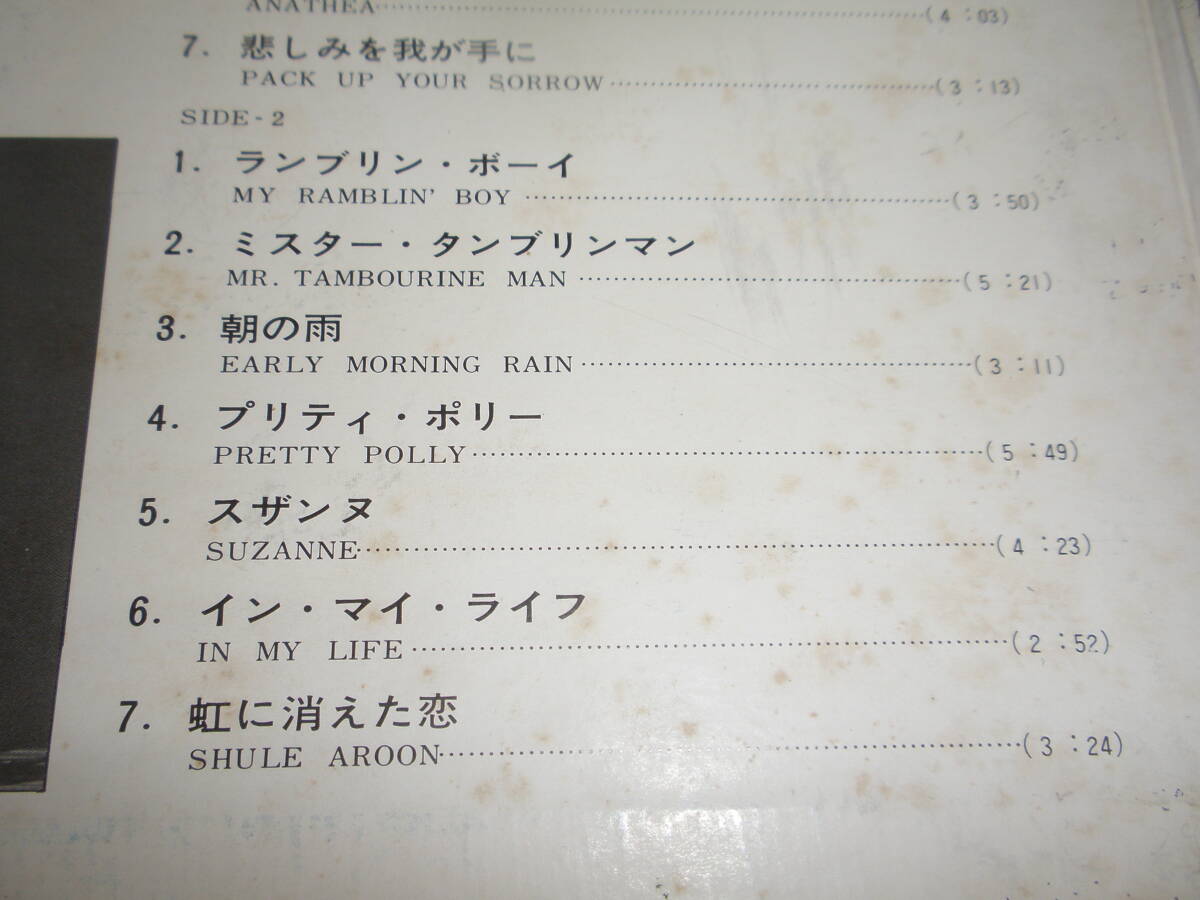 ANATHEA……(4:03)
7. 悲しみを我が手に
PACK UP YOUR SORROW……(3:13)
SIDE-2
1. ランブリン・ボーイ
MY RAMBLIN' BOY ……(3:50)
2. ミスター・タンブリンマン
MR. TAMBOURINE MAN ……(5:21)
3. 朝の雨
EARLY MORNING RAIN ……(3:11)
4. プリティ・ポリー
PRETTY POLLY……(5:49)
5. スザンヌ
SUZANNE……(4:23)
6. イン・マイ・ライフ
IN MY LIFE ……(2:52)
7. 虹に消えた恋
SHULE AROON……(3:24)